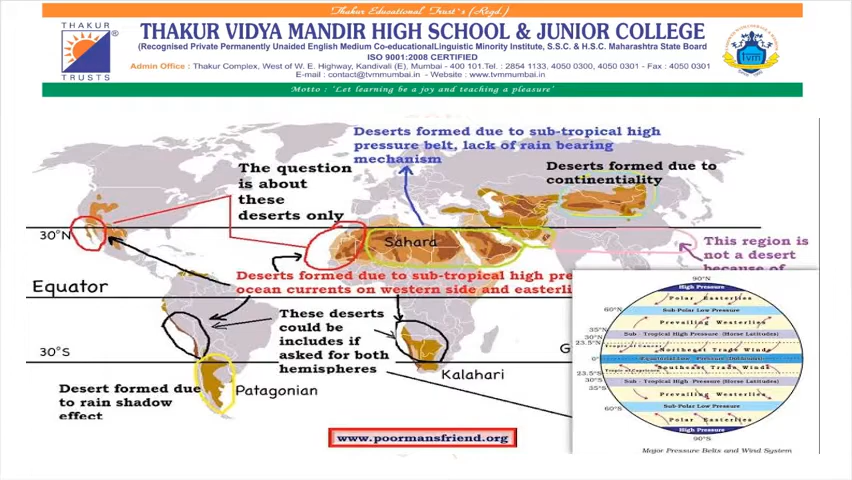 Thakur Educational Trust's (Regd.)
THAKUR VIDYA MANDIR HIGH SCHOOL & JUNIOR COLLEGE
(Recognised Private Permanently Unaided English Medium Co-educationalLinguistic Minority Institute, S.S.C. & H.S.C. Maharashtra State Board
ISO 9001:2008 CERTIFIED
Admin Office : Thakur Complex, West of W. E. Highway, Kandivali (E), Mumbai - 400 101.Tel. : 2854 1133, 4050 0300, 4050 0301 - Fax : 4050 0301
E-mail : contact@tvmmumbai.in - Website : www.tvmmumbai.in
Motto : 'Let learning be a joy and teaching a pleasure'
THAKUR
®
TRUSTS
tvm
Deserts formed due to sub-tropical high
pressure belt, lack of rain bearing
mechanism
The question
is about
these
deserts only
Deserts formed due to
continentiality
30°N
Sahara
This region is
not a desert
because of
Deserts formed due to sub-tropical high pre
ocean currents on western side and easterli
Equator
These deserts
could be
includes if
asked for both
hemispheres
30°S
G
Kalahari
Patagonian
Desert formed due
to rain shadow
effect
www.poormansfriend.org
90°N
High Pressure
Polar Easterlies
60°N
Sub-Polar Low Pressure
Prevailing Westerlies
35°N
30°N
Sub - Tropical High Pressure (Horse Latitudes)
23.5°N
Tropic of Cancer
Northeast Trade Winds
0°
Equatorial Low - Pressure (Doldrums)
Southeast Trade Winds
23.5°S
Tropic of Capricorn
30°S
35°S
Sub - Tropical High Pressure (Horse Latitudes)
Prevailing Westerlies
60°S
Sub-Polar Low Pressure
Polar Easterlies
High Pressure
90°S
Major Pressure Belts and Wind System